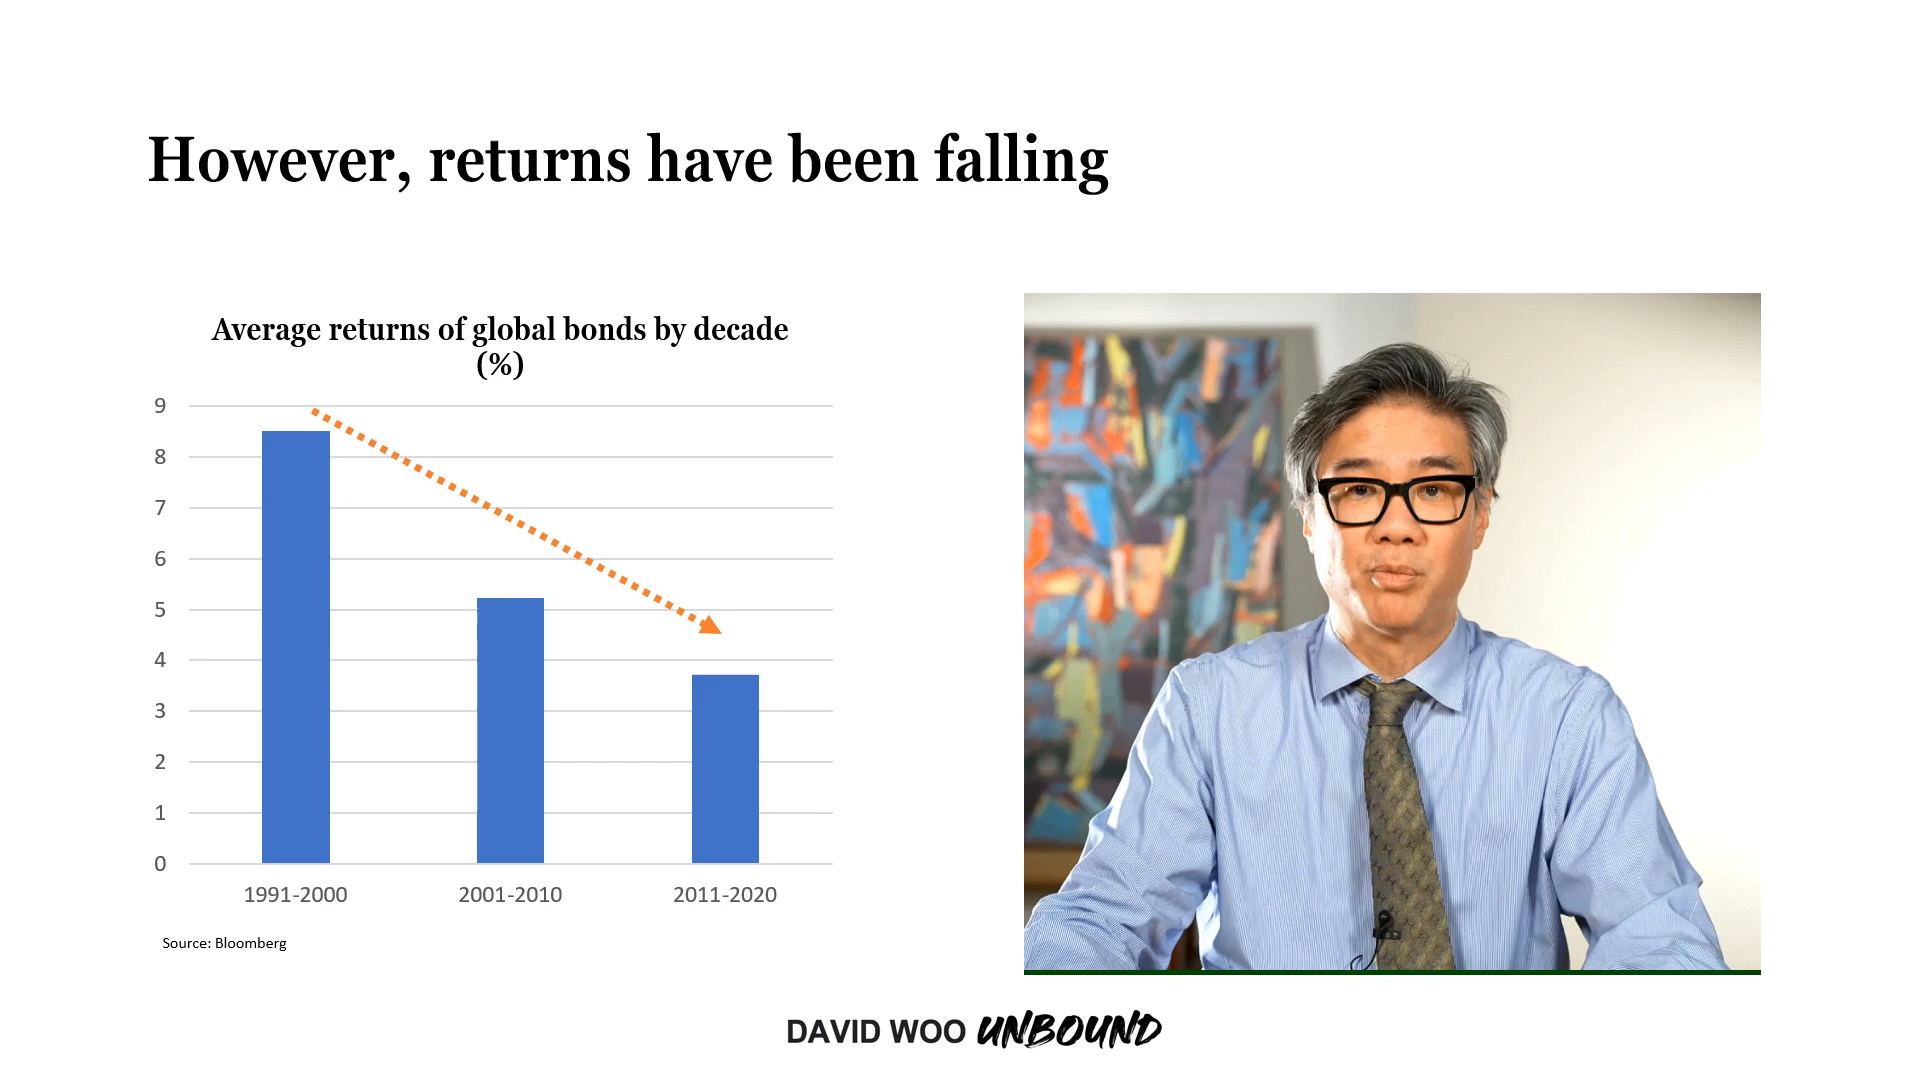 However, returns have been falling
Average returns of global bonds by decade
(%)
9
8
7
6
5
4
3
2
1
0
1991-2000 2001-2010 2011-2020
Source: Bloomberg
DAVID WOO UNBOUND